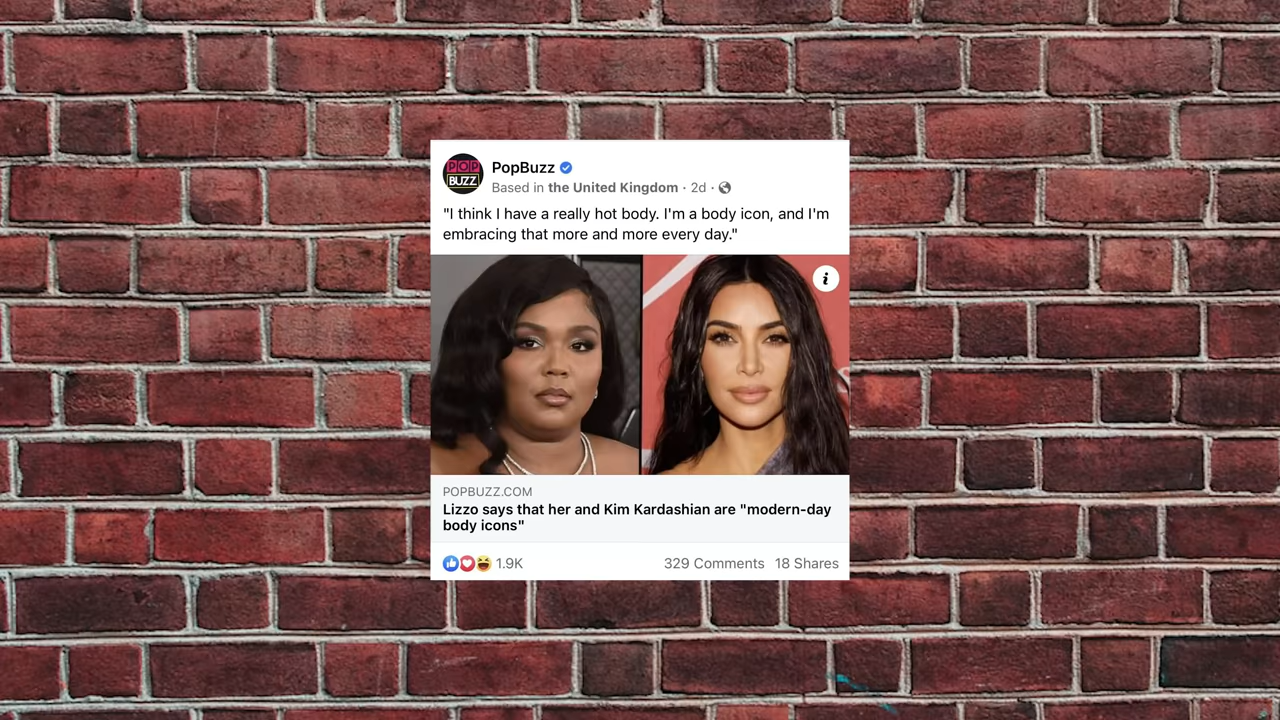 POP
BUZZ
PopBuzz
Based in the United Kingdom · 2d ·
"I think I have a really hot body. I'm a body icon, and I'm
embracing that more and more every day."
i
POPBUZZ.COM
Lizzo says that her and Kim Kardashian are "modern-day
body icons"
1.9K 329 Comments 18 Shares